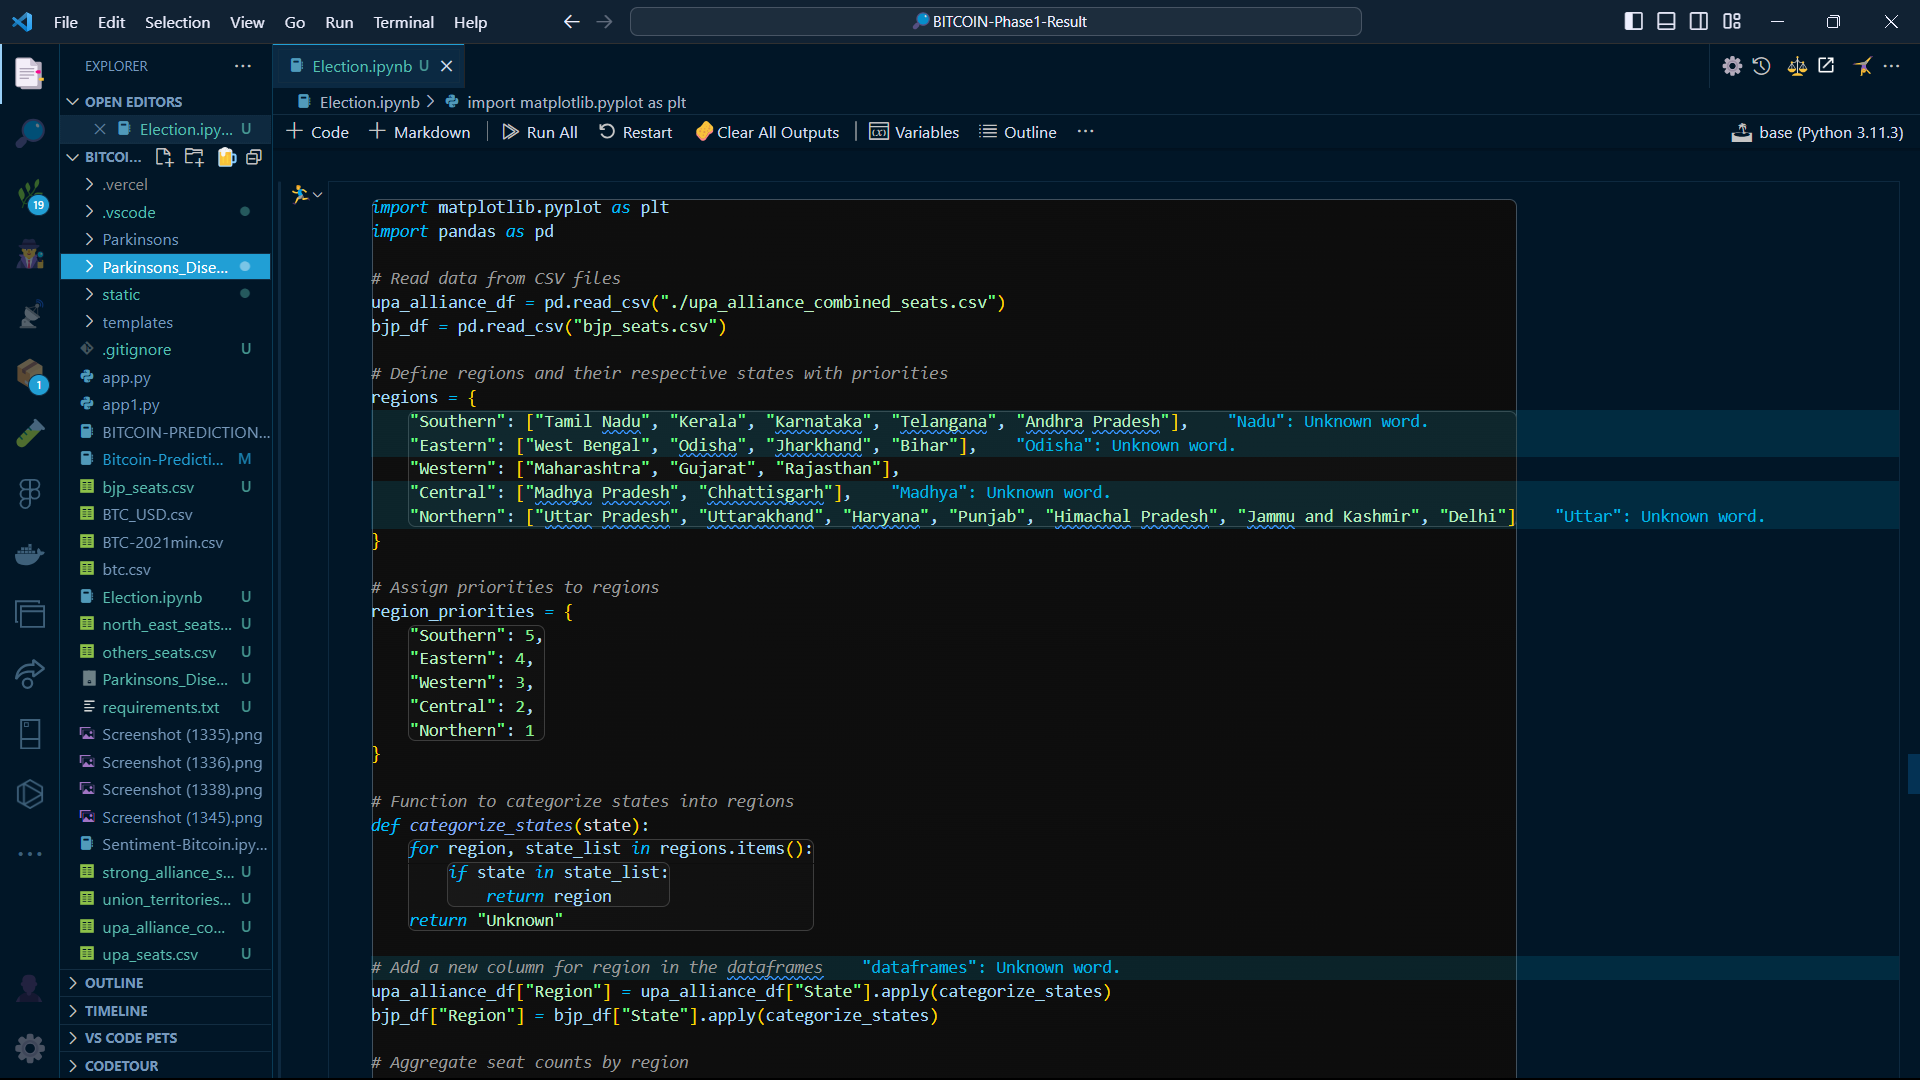 File Edit Selection View Go Run Terminal Help
BITCOIN-Phase1-Result
EXPLORER
OPEN EDITORS
Election.ipy... U
BITCOI...
.vercel
.vscode
Parkinsons
Parkinsons_Dise...
static
templates
.gitignore U
app.py
app1.py
BITCOIN-PREDICTION...
Bitcoin-Predicti... M
bjp_seats.csv U
BTC_USD.csv
BTC-2021min.csv
btc.csv
Election.ipynb U
north_east_seats... U
others_seats.csv U
Parkinsons_Dise... U
requirements.txt U
Screenshot (1335).png
Screenshot (1336).png
Screenshot (1338).png
Screenshot (1345).png
Sentiment-Bitcoin.ipy...
strong_alliance_s... U
union_territories... U
upa_alliance_co... U
upa_seats.csv U
OUTLINE
TIMELINE
VS CODE PETS
CODETOUR
19
1
Election.ipynb U
Election.ipynb > import matplotlib.pyplot as plt
+ Code + Markdown Run All Restart Clear All Outputs Variables Outline ...
base (Python 3.11.3)
import matplotlib.pyplot as plt
import pandas as pd
# Read data from CSV files
upa_alliance_df = pd.read_csv("./upa_alliance_combined_seats.csv")
bjp_df = pd.read_csv("bjp_seats.csv")
# Define regions and their respective states with priorities
regions = {
"Southern": ["Tamil Nadu", "Kerala", "Karnataka", "Telangana", "Andhra Pradesh"], "Nadu": Unknown word.
"Eastern": ["West Bengal", "Odisha", "Jharkhand", "Bihar"], "Odisha": Unknown word.
"Western": ["Maharashtra", "Gujarat", "Rajasthan"],
"Central": ["Madhya Pradesh", "Chhattisgarh"], "Madhya": Unknown word.
"Northern": ["Uttar Pradesh", "Uttarakhand", "Haryana", "Punjab", "Himachal Pradesh", "Jammu and Kashmir", "Delhi"] "Uttar": Unknown word.
}
# Assign priorities to regions
region_priorities = {
"Southern": 5,
"Eastern": 4,
"Western": 3,
"Central": 2,
"Northern": 1
}
# Function to categorize states into regions
def categorize_states(state):
for region, state_list in regions.items():
if state in state_list:
return region
return "Unknown"
# Add a new column for region in the dataframes "dataframes": Unknown word.
upa_alliance_df["Region"] = upa_alliance_df["State"].apply(categorize_states)
bjp_df["Region"] = bjp_df["State"].apply(categorize_states)
# Aggregate seat counts by region